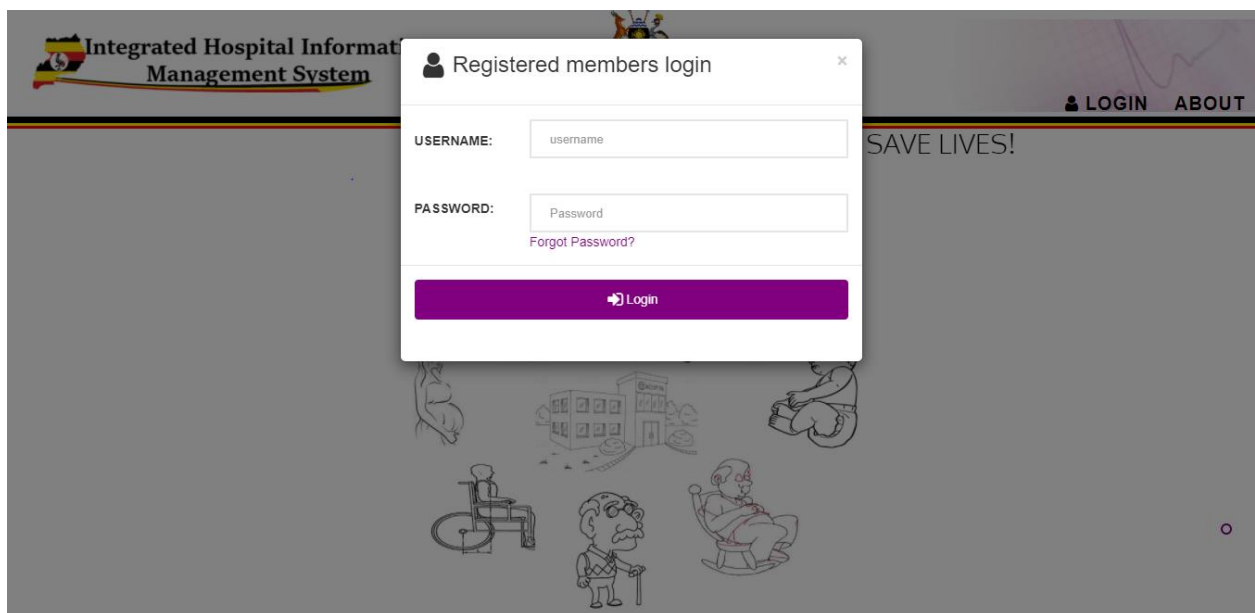 Integrated Hospital Informat
Management System
Registered members login
×
LOGIN ABOUT
SAVE LIVES!
USERNAME:
username
PASSWORD:
Password
Forgot Password?
Login